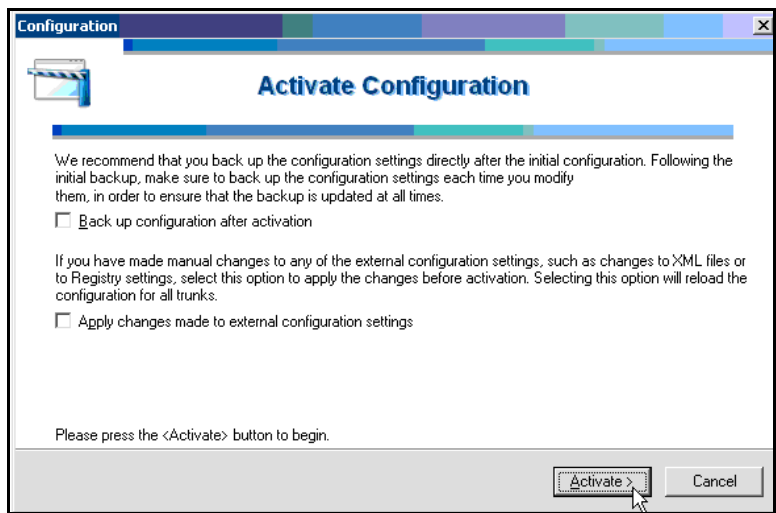 Configuration
Activate Configuration
We recommend that you back up the configuration settings directly after the initial configuration. Following the
initial backup, make sure to back up the configuration settings each time you modify
them, in order to ensure that the backup is updated at all times.
Back up configuration after activation
If you have made manual changes to any of the external configuration settings, such as changes to XML files or
to Registry settings, select this option to apply the changes before activation. Selecting this option will reload the
configuration for all trunks.
Apply changes made to external configuration settings
Please press the <Activate> button to begin.
Activate >
Cancel